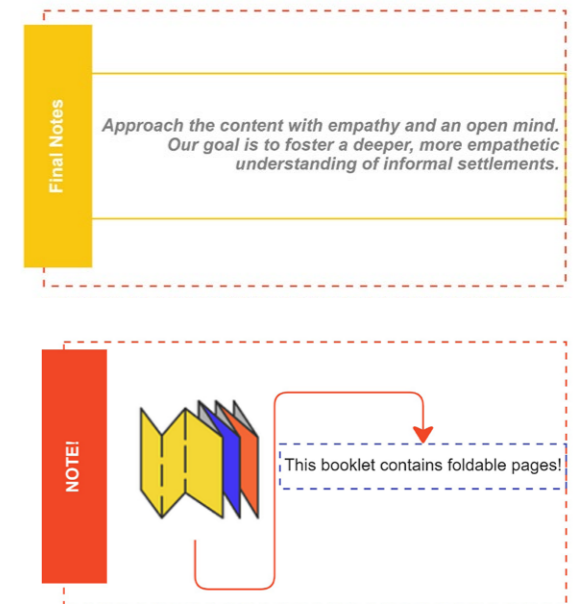 Final Notes
Approach the content with empathy and an open mind.
Our goal is to foster a deeper, more empathetic
understanding of informal settlements.
NOTE!
This booklet contains foldable pages!